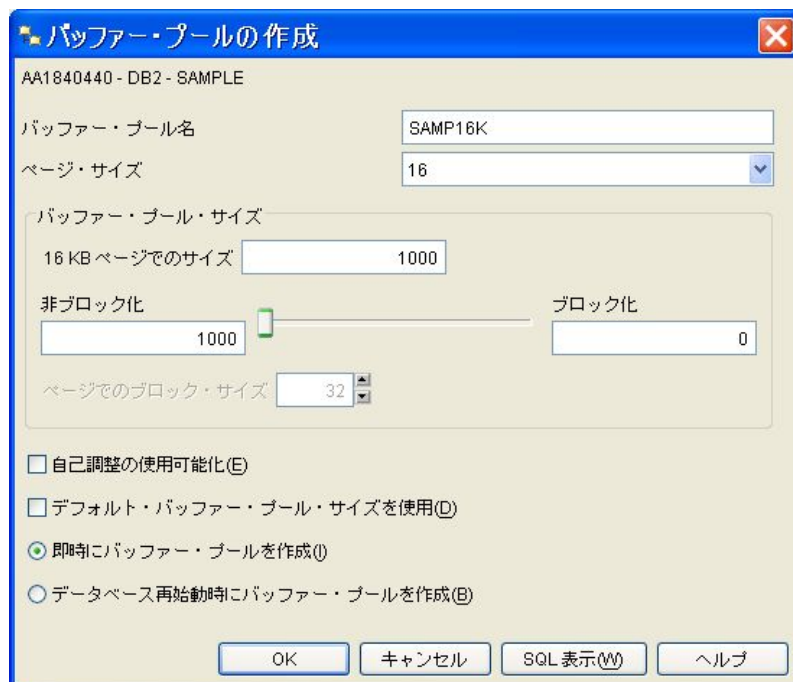 バッファー・プールの作成
AA1840440 - DB2 - SAMPLE
バッファー・プール名 SAMP16K
ページ・サイズ 16
バッファー・プール・サイズ
16 KB ページでのサイズ 1000
非ブロック化 ブロック化
1000 0
ページでのブロック・サイズ 32
自己調整の使用可能化(E)
デフォルト・バッファー・プール・サイズを使用(D)
即時にバッファー・プールを作成(I)
データベース再始動時にバッファー・プールを作成(B)
OK キャンセル SQL 表示(W) ヘルプ